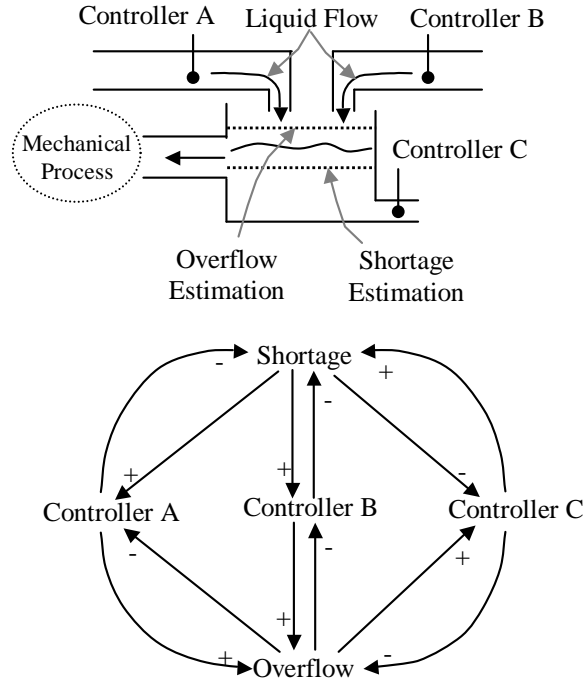 Controller A
Liquid Flow
Controller B
Mechanical
Process
Controller C
Overflow
Estimation
Shortage
Estimation
Shortage
-
+
+
-
+
-
Controller A
Controller B
Controller C
-
-
+
+
+
-
Overflow